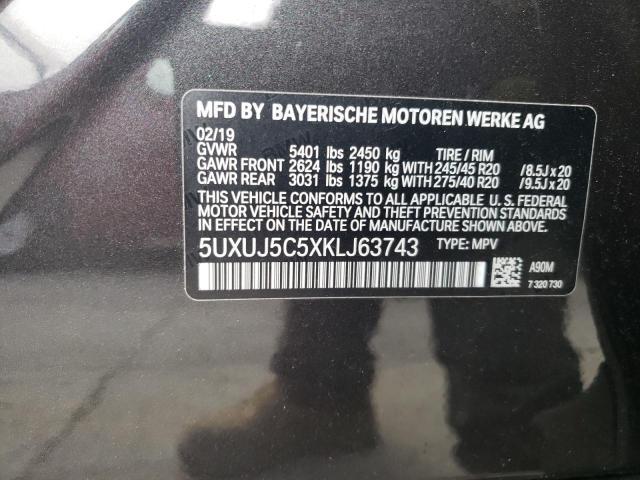 MFD BY BAYERISCHE MOTOREN WERKE AG
02/19
GVWR 5401 lbs 2450 kg TIRE / RIM
GAWR FRONT 2624 lbs 1190 kg WITH 245/45 R20 /8.5J x 20
GAWR REAR 3031 lbs 1375 kg WITH 275/40 R20 /9.5J x 20
THIS VEHICLE CONFORMS TO ALL APPLICABLE U. S. FEDERAL
MOTOR VEHICLE SAFETY AND THEFT PREVENTION STANDARDS
IN EFFECT ON THE DATE OF MANUFACTURE SHOWN ABOVE.
5UXUJ5C5XKLJ63743 TYPE: MPV
A90M
7 320 730